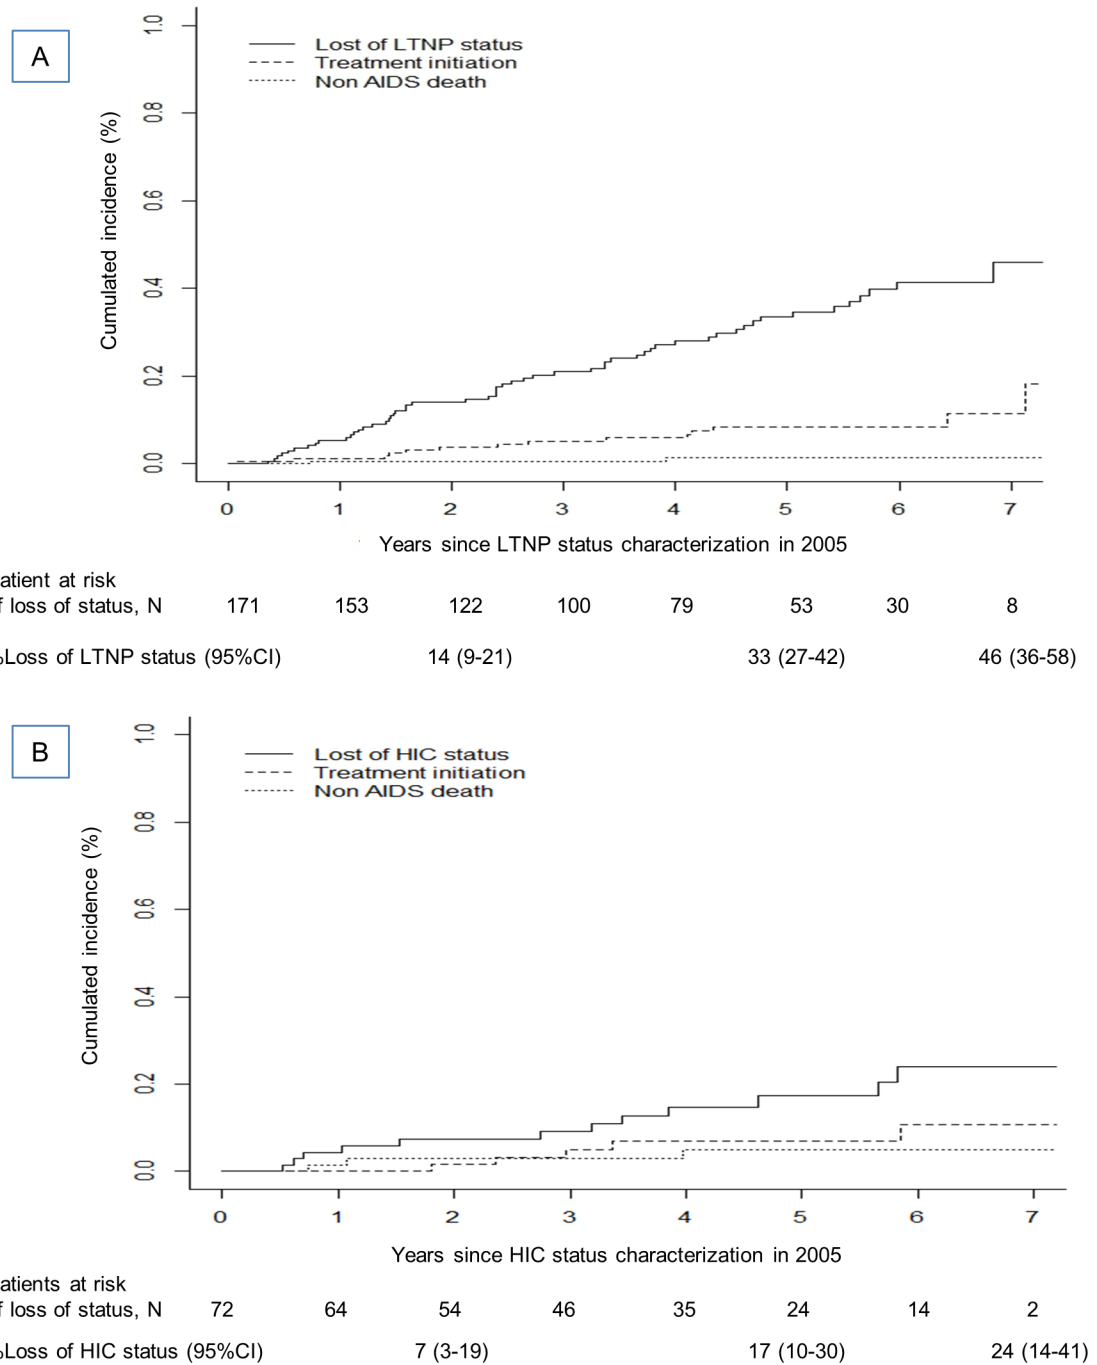 A
Lost of LTNP status
Treatment initiation
Non AIDS death
Cumulated incidence (%)
1.0
0.8
0.6
0.4
0.2
0.0
0 1 2 3 4 5 6 7
Years since LTNP status characterization in 2005
atient at risk
f loss of status, N 171 153 122 100 79 53 30 8
%Loss of LTNP status (95%CI) 14 (9-21) 33 (27-42) 46 (36-58)
B
Lost of HIC status
Treatment initiation
Non AIDS death
Cumulated incidence (%)
1.0
0.8
0.6
0.4
0.2
0.0
0 1 2 3 4 5 6 7
Years since HIC status characterization in 2005
atients at risk
f loss of status, N 72 64 54 46 35 24 14 2
%Loss of HIC status (95%CI) 7 (3-19) 17 (10-30) 24 (14-41)